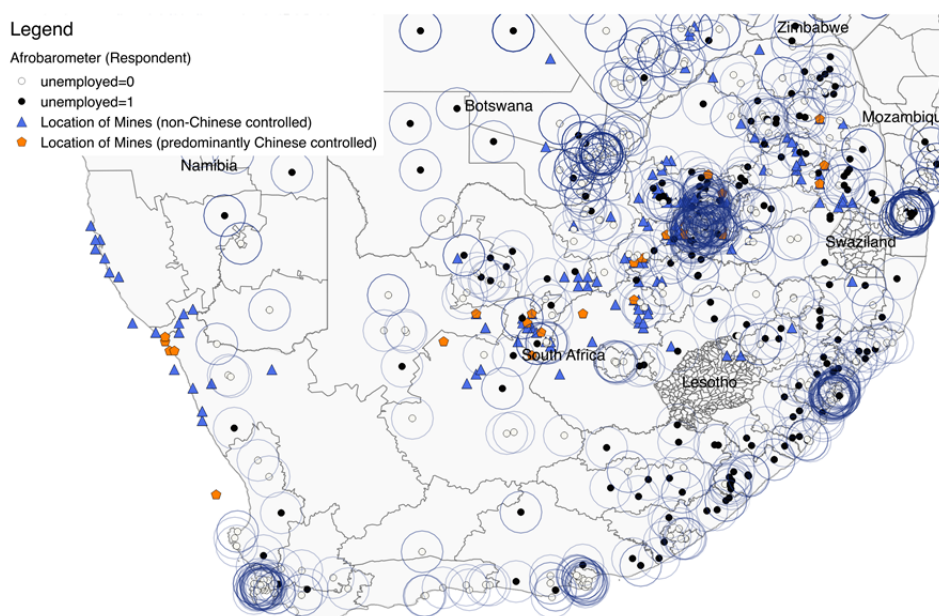 Legend
Afrobarometer (Respondent)
unemployed=0
unemployed=1
Location of Mines (non-Chinese controlled)
Location of Mines (predominantly Chinese controlled)
Zimbabwe
Botswana
Mozambiqu
Namibia
Swaziland
South Africa
Lesotho